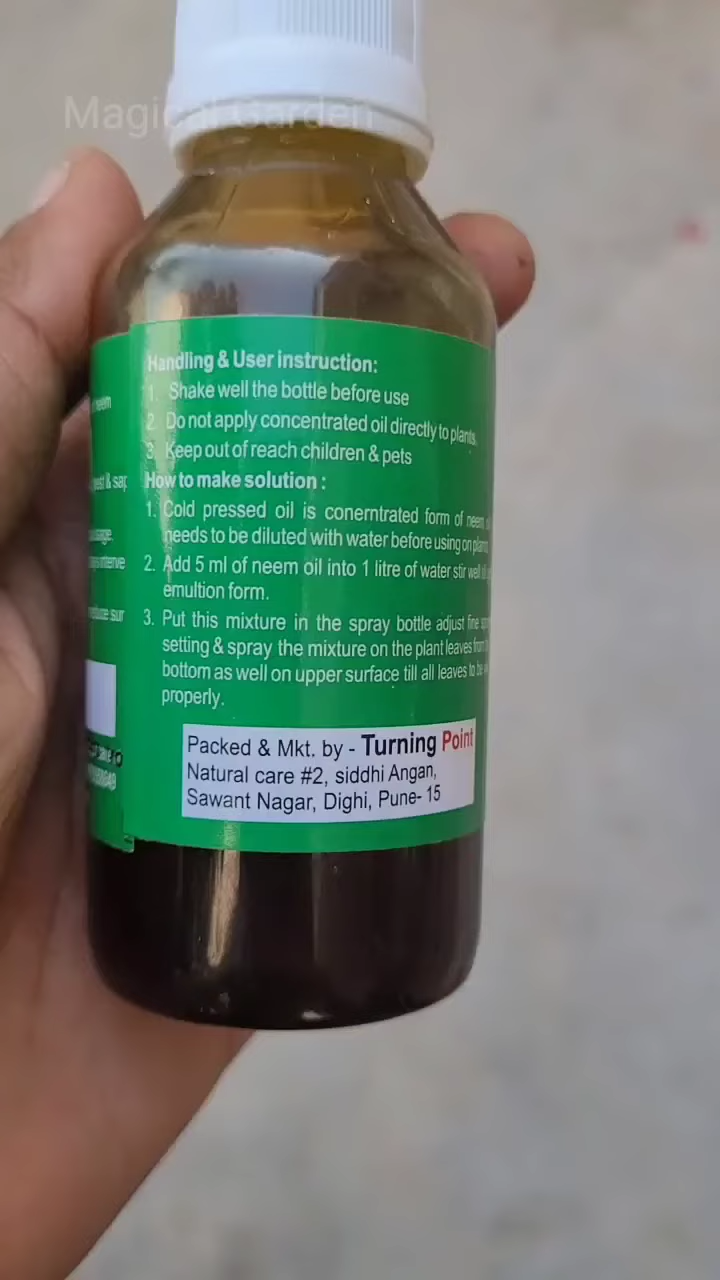 Magical Garden
Handling & User instruction:
1. Shake well the bottle before use
2. Do not apply concentrated oil directly to plants.
3. Keep out of reach children & pets
How to make solution :
1. Cold pressed oil is conerntrated form of neem
needs to be diluted with water before using on
2. Add 5 ml of neem oil into 1 litre of water stir well
emultion form.
3. Put this mixture in the spray bottle adjust fine
setting & spray the mixture on the plant leaves from
bottom as well on upper surface till all leaves to be
properly.
Packed & Mkt. by - Turning Point
Natural care #2, siddhi Angan,
Sawant Nagar, Dighi, Pune- 15
neem
pest & sap